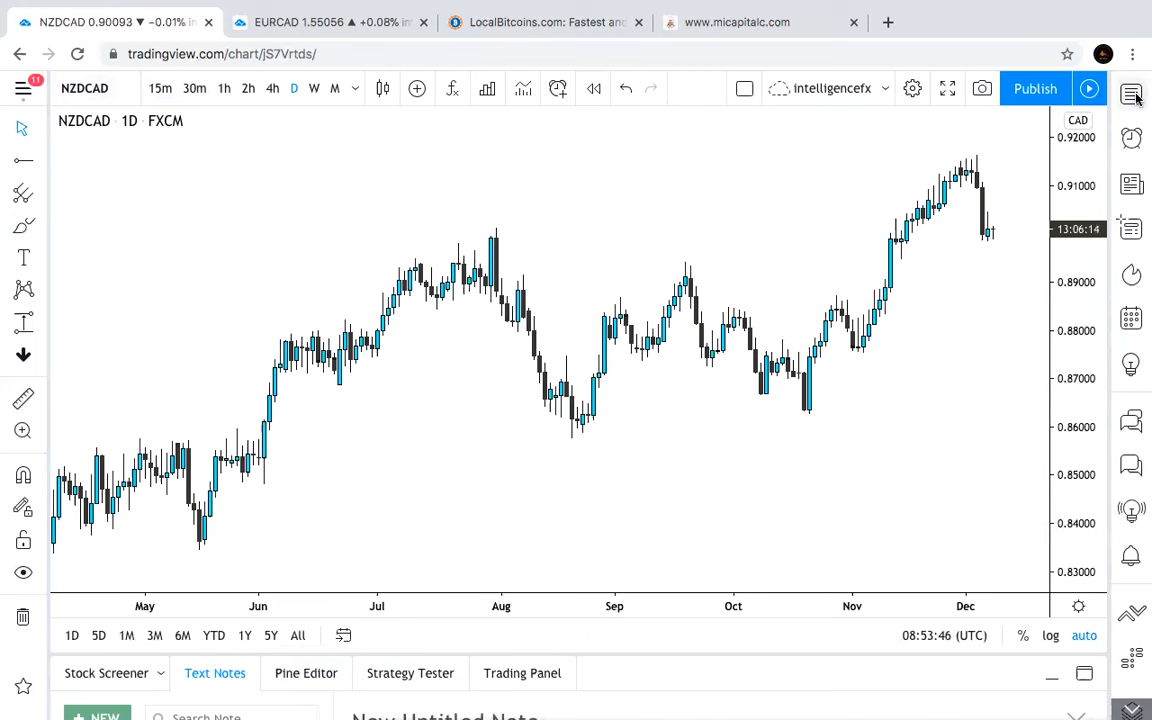 NZDCAD 0.90093 ▼ −0.01% in
EURCAD 1.55056 ▲ +0.08% in
LocalBitcoins.com: Fastest and
www.micapitalc.com
tradingview.com/chart/jS7Vrtds/
11
NZDCAD
15m 30m 1h 2h 4h D W M
intelligencefx
Publish
NZDCAD · 1D · FXCM
CAD
0.92000
0.91000
13:06:14
0.89000
0.88000
0.87000
0.86000
0.85000
0.84000
0.83000
May Jun Jul Aug Sep Oct Nov Dec
1D 5D 1M 3M 6M YTD 1Y 5Y All
08:53:46 (UTC) % log auto
Stock Screener Text Notes Pine Editor Strategy Tester Trading Panel
+ NEW
Search Note
New Untitled Note